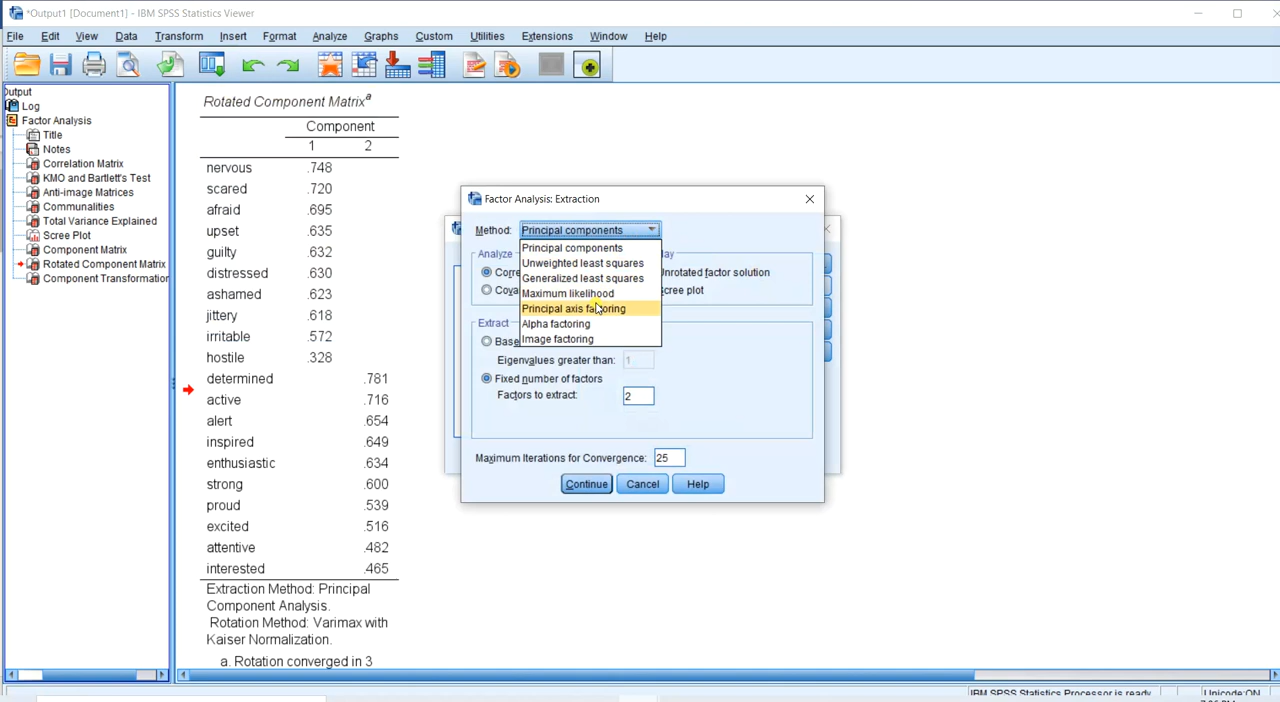 *Output1 [Document1] - IBM SPSS Statistics Viewer
File Edit View Data Transform Insert Format Analyze Graphs Custom Utilities Extensions Window Help
Output
Log
Factor Analysis
Title
Notes
Correlation Matrix
KMO and Bartlett's Test
Anti-image Matrices
Communalities
Total Variance Explained
Scree Plot
Component Matrix
Rotated Component Matrix
Component Transformation
Rotated Component Matrixa
Component
1 2
nervous .748
scared .720
afraid .695
upset .635
guilty .632
distressed .630
ashamed .623
jittery .618
irritable .572
hostile .328
determined .781
active .716
alert .654
inspired .649
enthusiastic .634
strong .600
proud .539
excited .516
attentive .482
interested .465
Extraction Method: Principal
Component Analysis.
Rotation Method: Varimax with
Kaiser Normalization.
a. Rotation converged in 3
Factor Analysis: Extraction
Method: Principal components
Principal components
Unweighted least squares
Generalized least squares
Maximum likelihood
Principal axis factoring
Alpha factoring
Image factoring
Analyze
Unrotated factor solution
Extract
Eigenvalues greater than: 1
Fixed number of factors
Factors to extract: 2
Maximum Iterations for Convergence: 25
Continue Cancel Help
IBM SPSS Statistics Processor is ready Unicode:ON